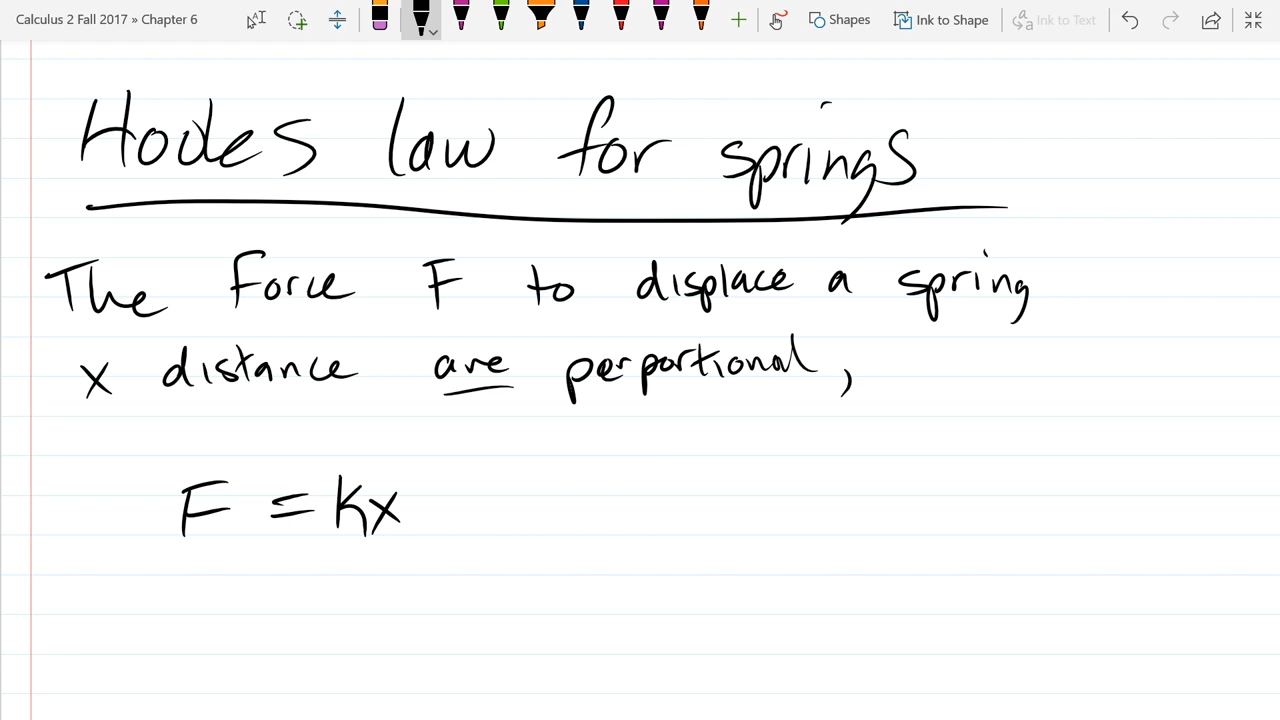 Calculus 2 Fall 2017 » Chapter 6
Shapes
Ink to Shape
Ink to Text
Hookes law for springs
The force F to displace a spring
x distance are perportional,
F = kx